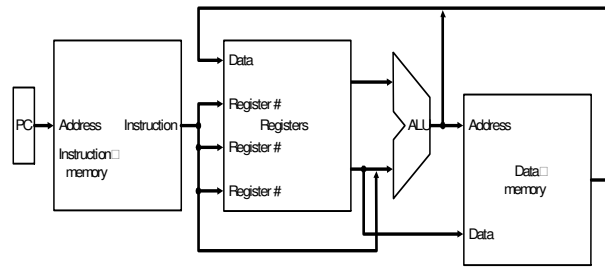 Data
PC
Address
Instruction
Instruction□
memory
Register #
Registers
Register #
Register #
ALU
Address
Data□
memory
Data